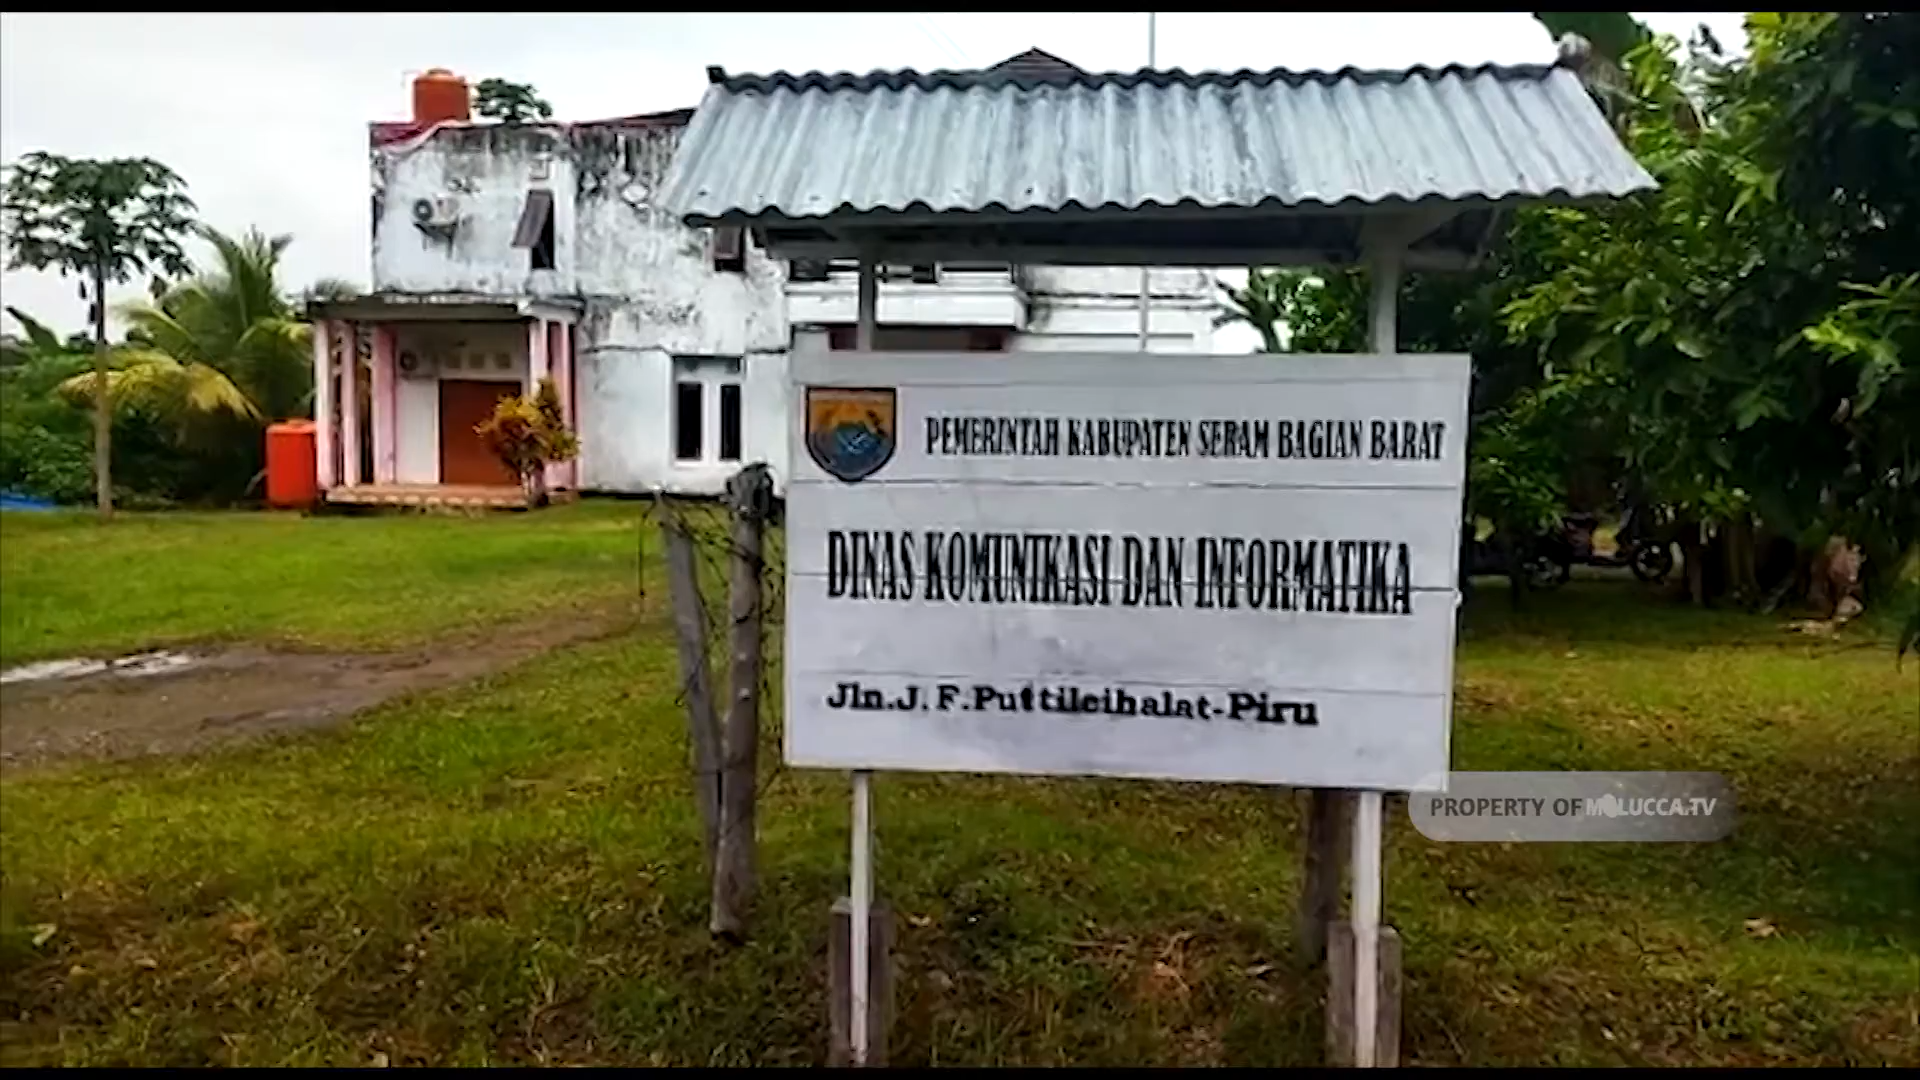 PEMERINTAH KABUPATEN SERAM BAGIAN BARAT
DINAS KOMUNIKASI DAN INFORMATIKA
Jln.J. F.Puttileihalat-Piru
PROPERTY OF MOLUCCA.TV